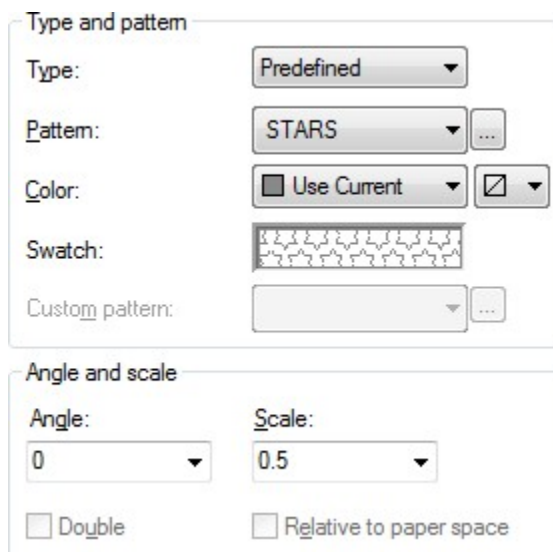 Type and pattern
Type: Predefined
Pattern: STARS ...
Color: Use Current
Swatch:
Custom pattern: ...
Angle and scale
Angle: Scale:
0 0.5
Double Relative to paper space